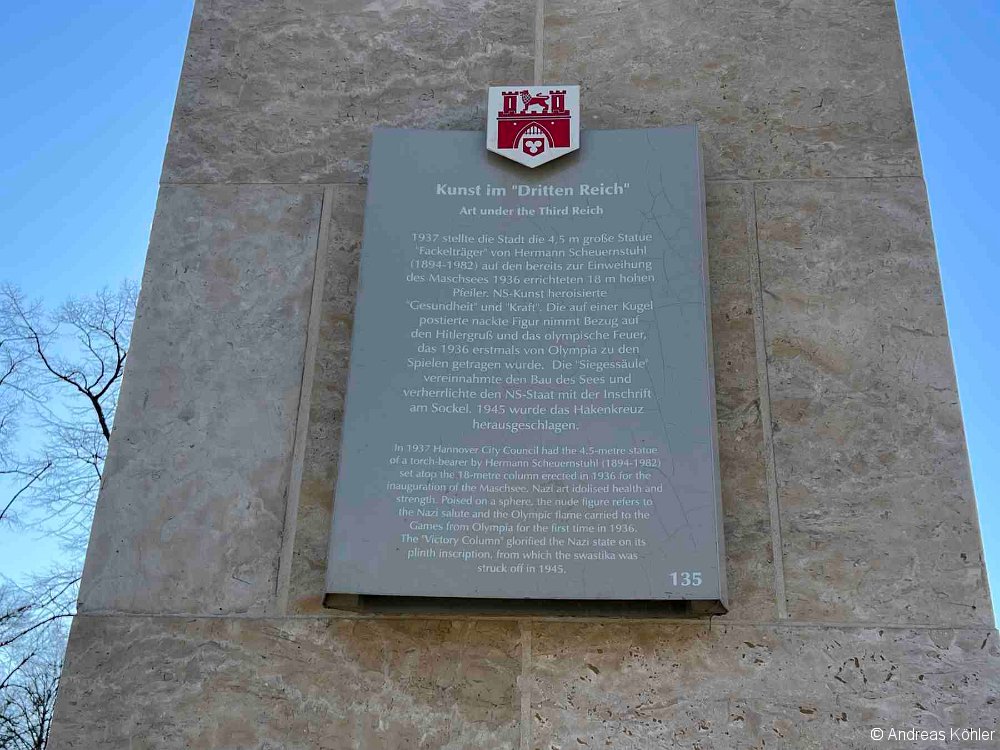 Kunst im "Dritten Reich"
Art under the Third Reich
1937 stellte die Stadt die 4,5 m große Statue
"Fackelträger" von Hermann Scheuernstuhl
(1894-1982) auf den bereits zur Einweihung
des Maschsees 1936 errichteten 18 m hohen
Pfeiler. NS-Kunst heroisierte
"Gesundheit" und "Kraft". Die auf einer Kugel
postierte nackte Figur nimmt Bezug auf
den Hitlergruß und das olympische Feuer,
das 1936 erstmals von Olympia zu den
Spielen getragen wurde. Die "Siegessäule"
vereinnahmte den Bau des Sees und
verherrlichte den NS-Staat mit der Inschrift
am Sockel. 1945 wurde das Hakenkreuz
herausgeschlagen.
In 1937 Hannover City Council had the 4.5-metre statue
of a torch-bearer by Hermann Scheuernstuhl (1894-1982)
set atop the 18-metre column erected in 1936 for the
inauguration of the Maschsee. Nazi art idolised health and
strength. Poised on a sphere, the nude figure refers to
the Nazi salute and the Olympic flame carried to the
Games from Olympia for the first time in 1936.
The "Victory Column" glorified the Nazi state on its
plinth inscription, from which the swastika was
struck off in 1945.
135
© Andreas Köhler